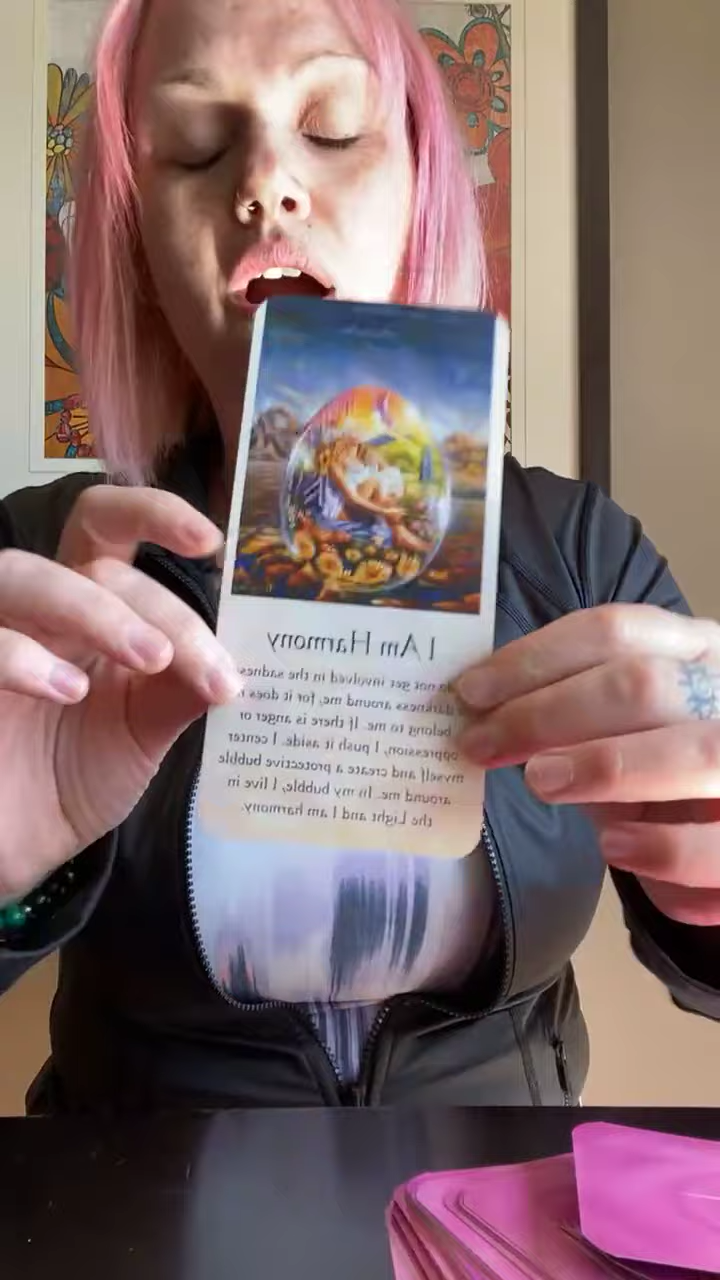 I Am Harmony
do not get involved in the sadness
darkness around me, for it does
belong to me. If there is anger or
oppression, I push it aside. I center
myself and create a protective bubble
around me. In my bubble, I live in
the Light and I am harmony.